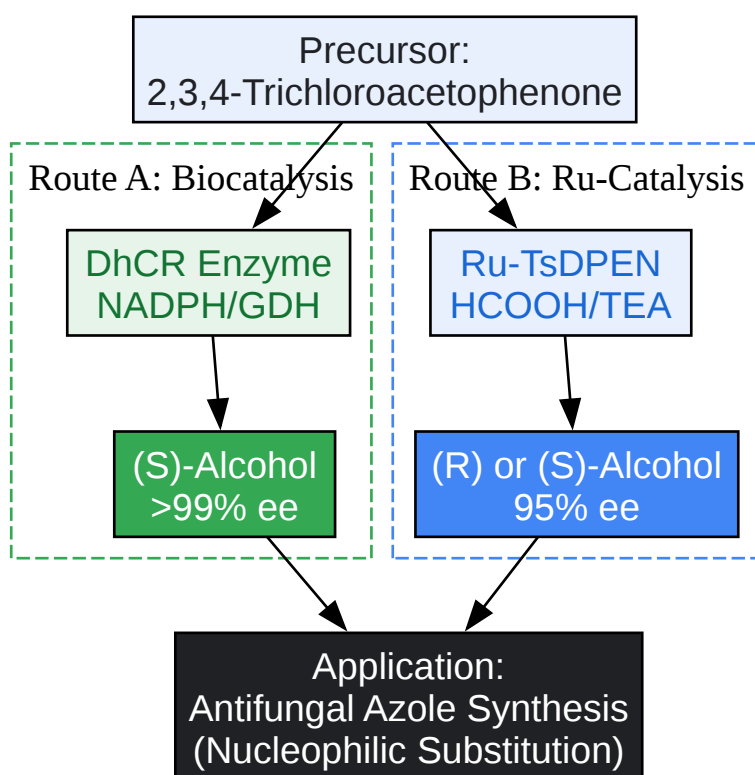 Precursor:
2,3,4-Trichloroacetophenone
Route A: Biocatalysis
Route B: Ru-Catalysis
DhCR Enzyme
NADPH/GDH
Ru-TsDPEN
HCOOH/TEA
(S)-Alcohol
>99% ee
(R) or (S)-Alcohol
95% ee
Application:
Antifungal Azole Synthesis
(Nucleophilic Substitution)